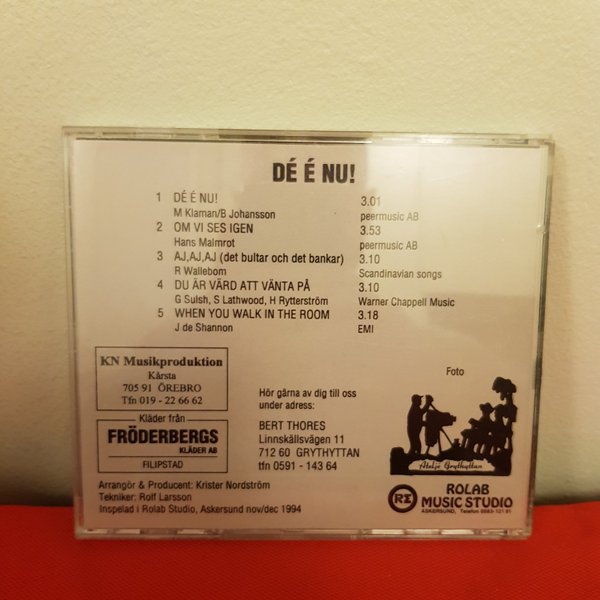 DÉ É NU!
1 DÉ É NU! 3.01
M Klaman/B Johansson peermusic AB
2 OM VI SES IGEN 3.53
Hans Malmrot peermusic AB
3 AJ,AJ,AJ (det bultar och det bankar) 3.10
R Wallebom Scandinavian songs
4 DU ÄR VÄRD ATT VÄNTA PÅ 3.10
G Sulsh, S Lathwood, H Rytterström Warner Chappell Music
5 WHEN YOU WALK IN THE ROOM 3.18
J de Shannon EMI
KN Musikproduktion
Kårsta
705 91 ÖREBRO
Tfn 019 - 22 66 62
Kläder från
FRÖDERBERGS
KLÄDER AB
FILIPSTAD
Hör gärna av dig till oss
under adress:
BERT THORES
Linnskällsvägen 11
712 60 GRYTHYTTAN
tfn 0591 - 143 64
Foto
Ateljé Grythyttan
Arrangör & Producent: Krister Nordström
Tekniker: Rolf Larsson
Inspelad i Rolab Studio, Askersund nov/dec 1994
ROLAB
MUSIC STUDIO
ASKERSUND, Telefon 0583-121 91